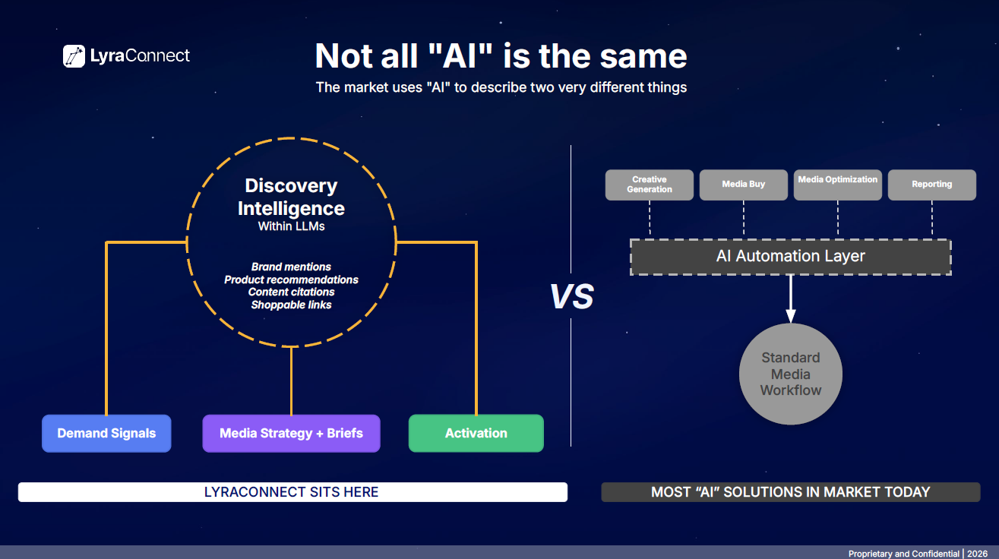 LyraConnect
Not all "AI" is the same
The market uses "AI" to describe two very different things
Discovery
Intelligence
Within LLMs
Brand mentions
Product recommendations
Content citations
Shoppable links
Demand Signals
Media Strategy + Briefs
Activation
LYRACONNECT SITS HERE
VS
Creative
Generation
Media Buy
Media Optimization
Reporting
AI Automation Layer
Standard
Media
Workflow
MOST “AI” SOLUTIONS IN MARKET TODAY
Proprietary and Confidential | 2026